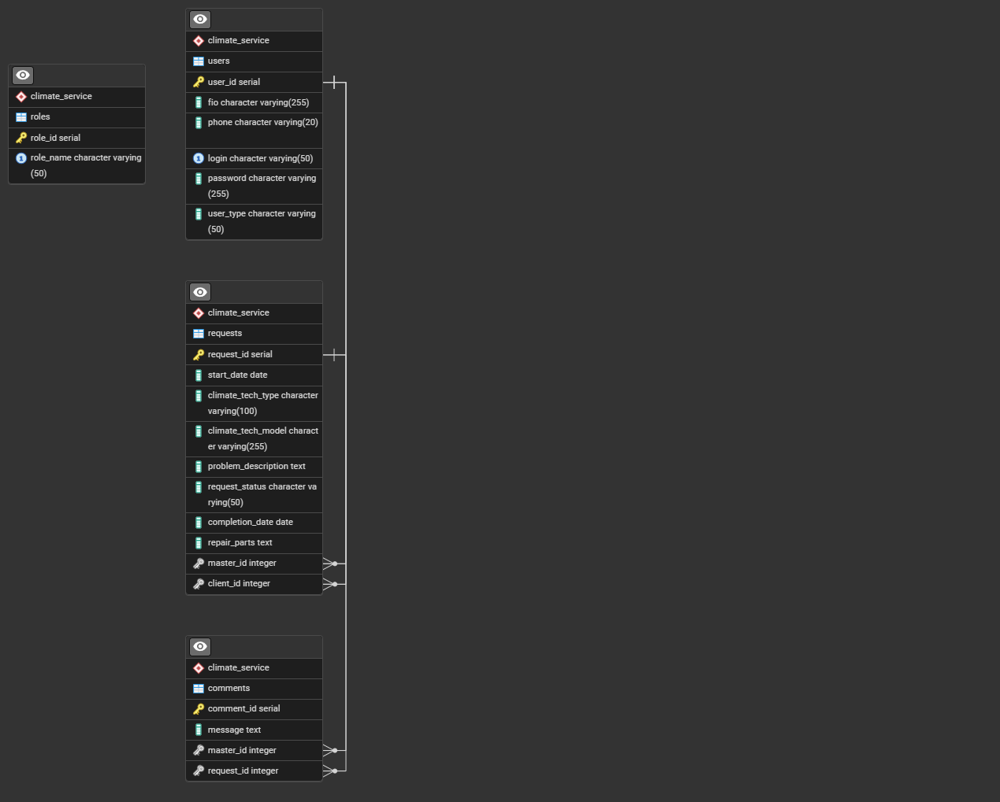 climate_service
roles
role_id serial
role_name character varying
(50)
climate_service
users
user_id serial
fio character varying(255)
phone character varying(20)
login character varying(50)
password character varying
(255)
user_type character varying
(50)
climate_service
requests
request_id serial
start_date date
climate_tech_type character
varying(100)
climate_tech_model charact
er varying(255)
problem_description text
request_status character va
rying(50)
completion_date date
repair_parts text
master_id integer
client_id integer
climate_service
comments
comment_id serial
message text
master_id integer
request_id integer